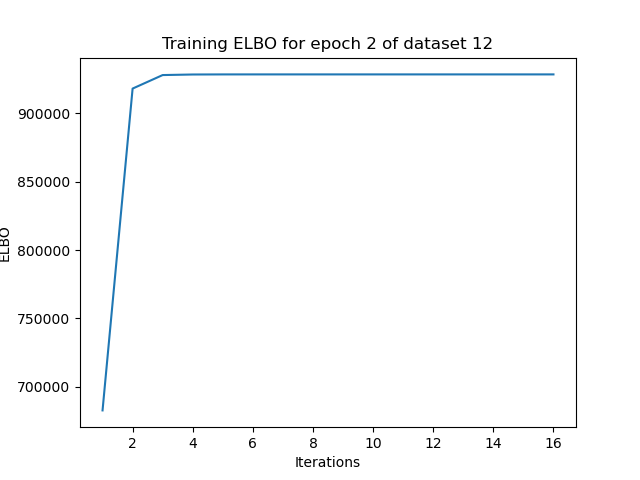 Training ELBO for epoch 2 of dataset 12
900000
850000
800000
750000
700000
ELBO
2 4 6 8 10 12 14 16
Iterations